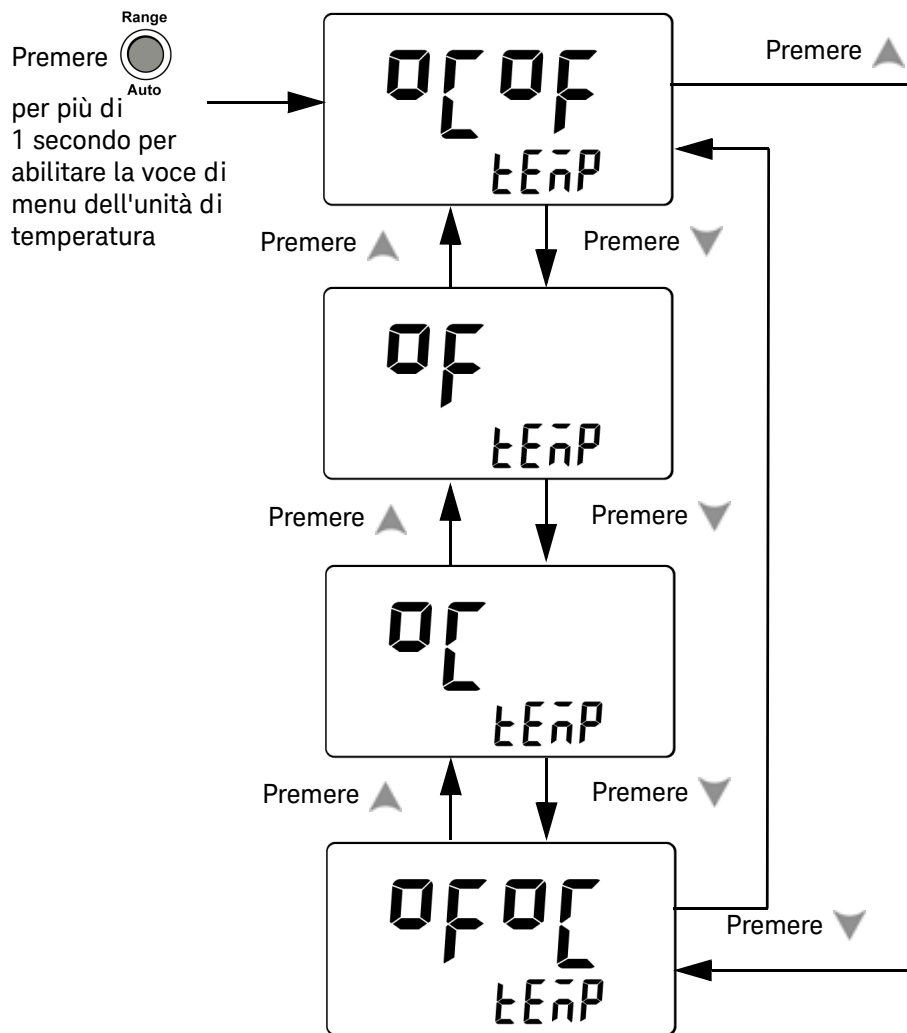 Range
Premere
Auto
per più di
1 secondo per
abilitare la voce di
menu dell'unità di
temperatura
°C°F
tEmP
Premere
Premere
Premere
°F
tEmP
Premere
Premere
°C
tEmP
Premere
Premere
°F°C
tEmP
Premere